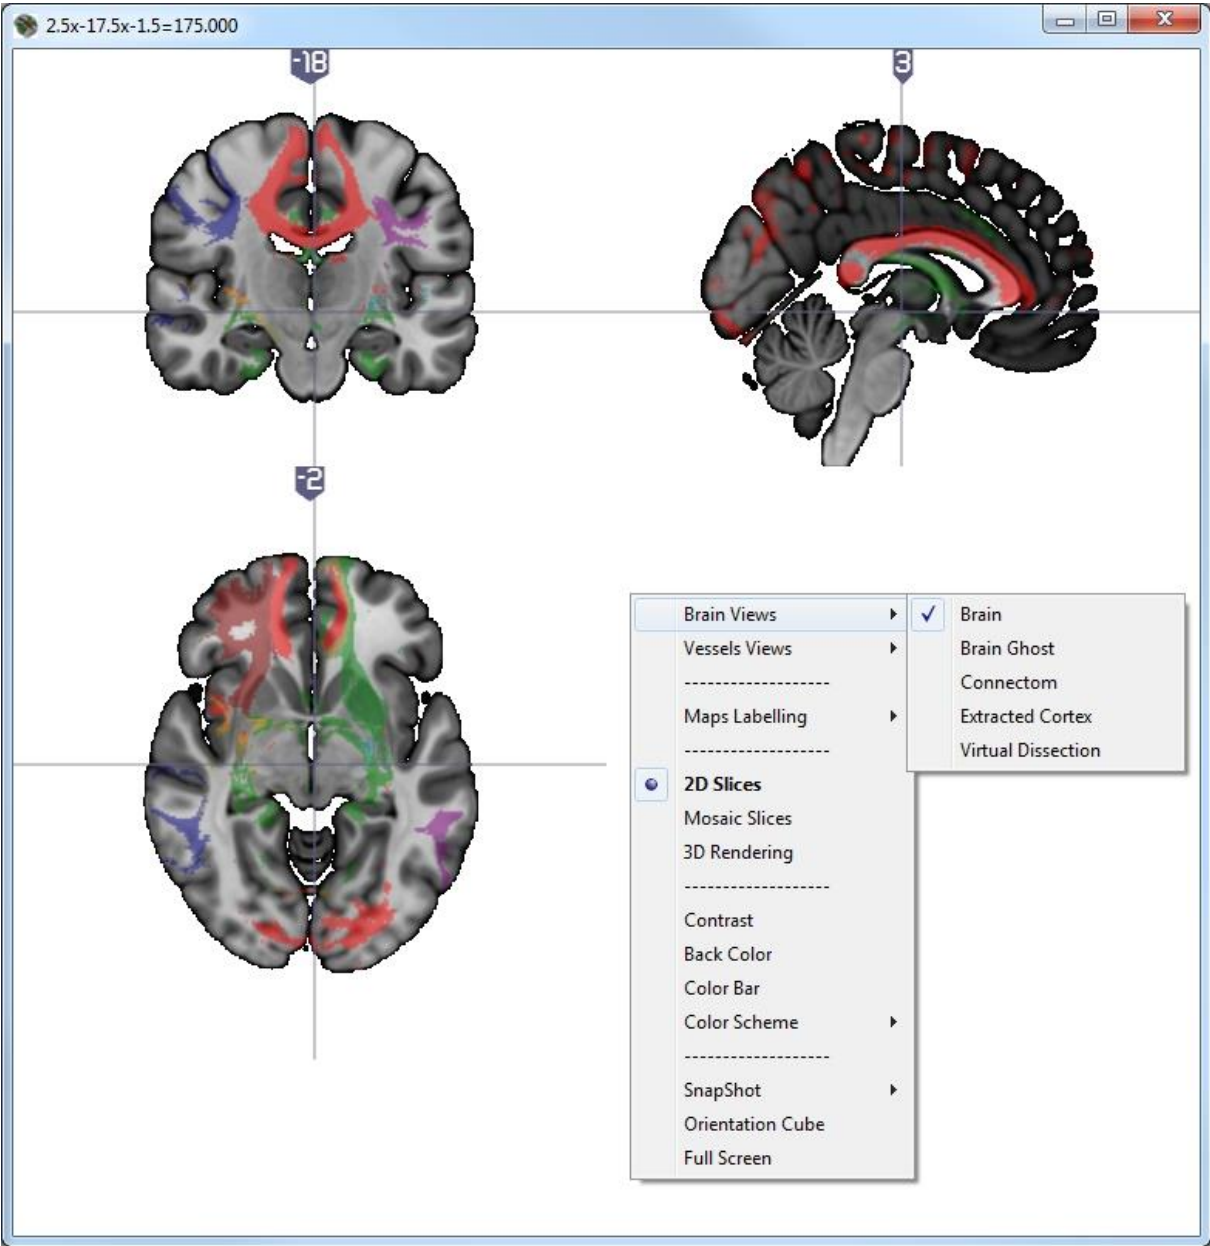 2.5x-17.5x-1.5=175.000
-18
3
-2
Brain Views
Vessels Views
------------------
Maps Labelling
------------------
2D Slices
Mosaic Slices
3D Rendering
------------------
Contrast
Back Color
Color Bar
Color Scheme
------------------
SnapShot
Orientation Cube
Full Screen
Brain
Brain Ghost
Connectom
Extracted Cortex
Virtual Dissection